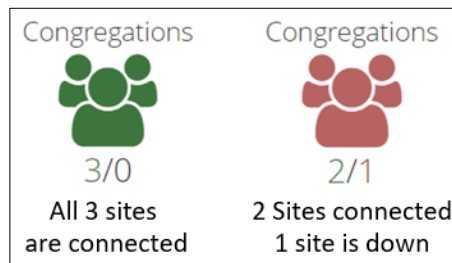 Congregations
3/0
All 3 sites
are connected
Congregations
2/1
2 Sites connected
1 site is down